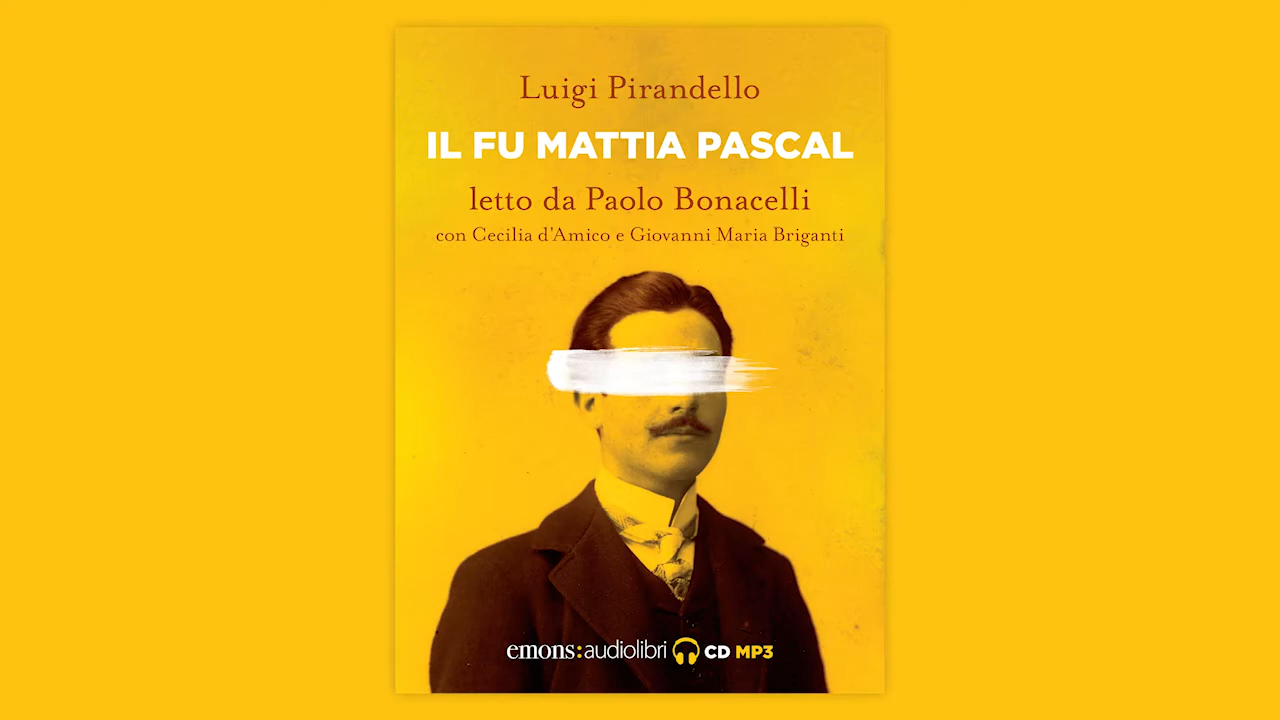 Luigi Pirandello
IL FU MATTIA PASCAL
letto da Paolo Bonacelli
con Cecilia d'Amico e Giovanni Maria Briganti
emons:audiolibri CD MP3